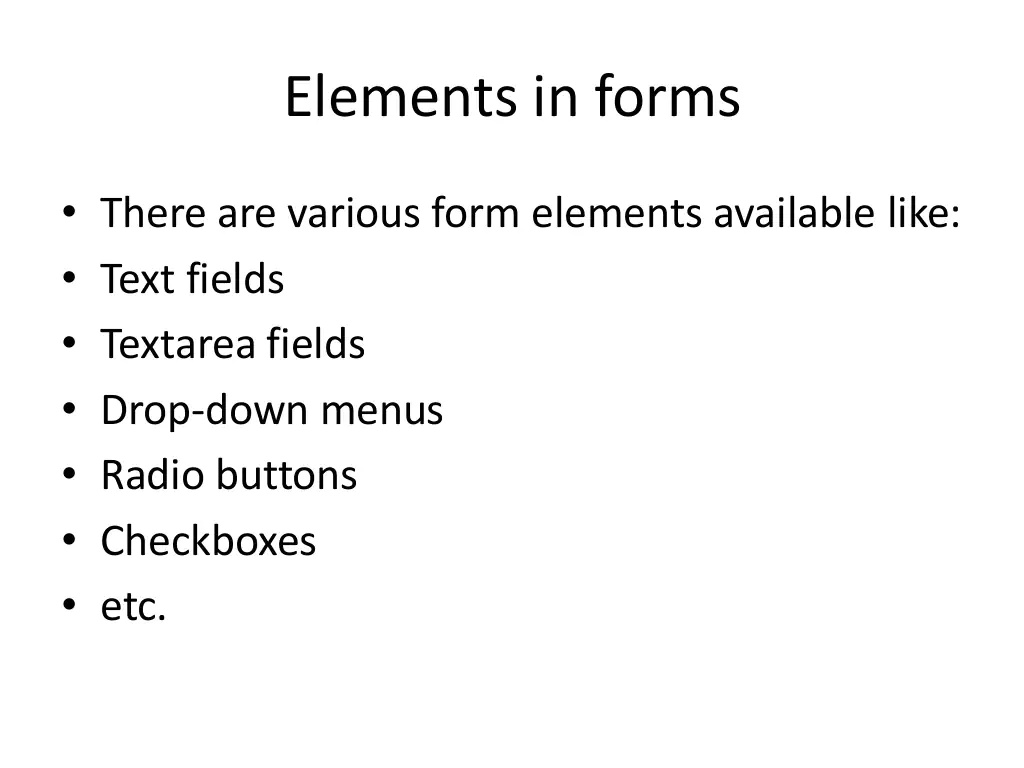 Elements in forms
• There are various form elements available like:
• Text fields
• Textarea fields
• Drop-down menus
• Radio buttons
• Checkboxes
• etc.